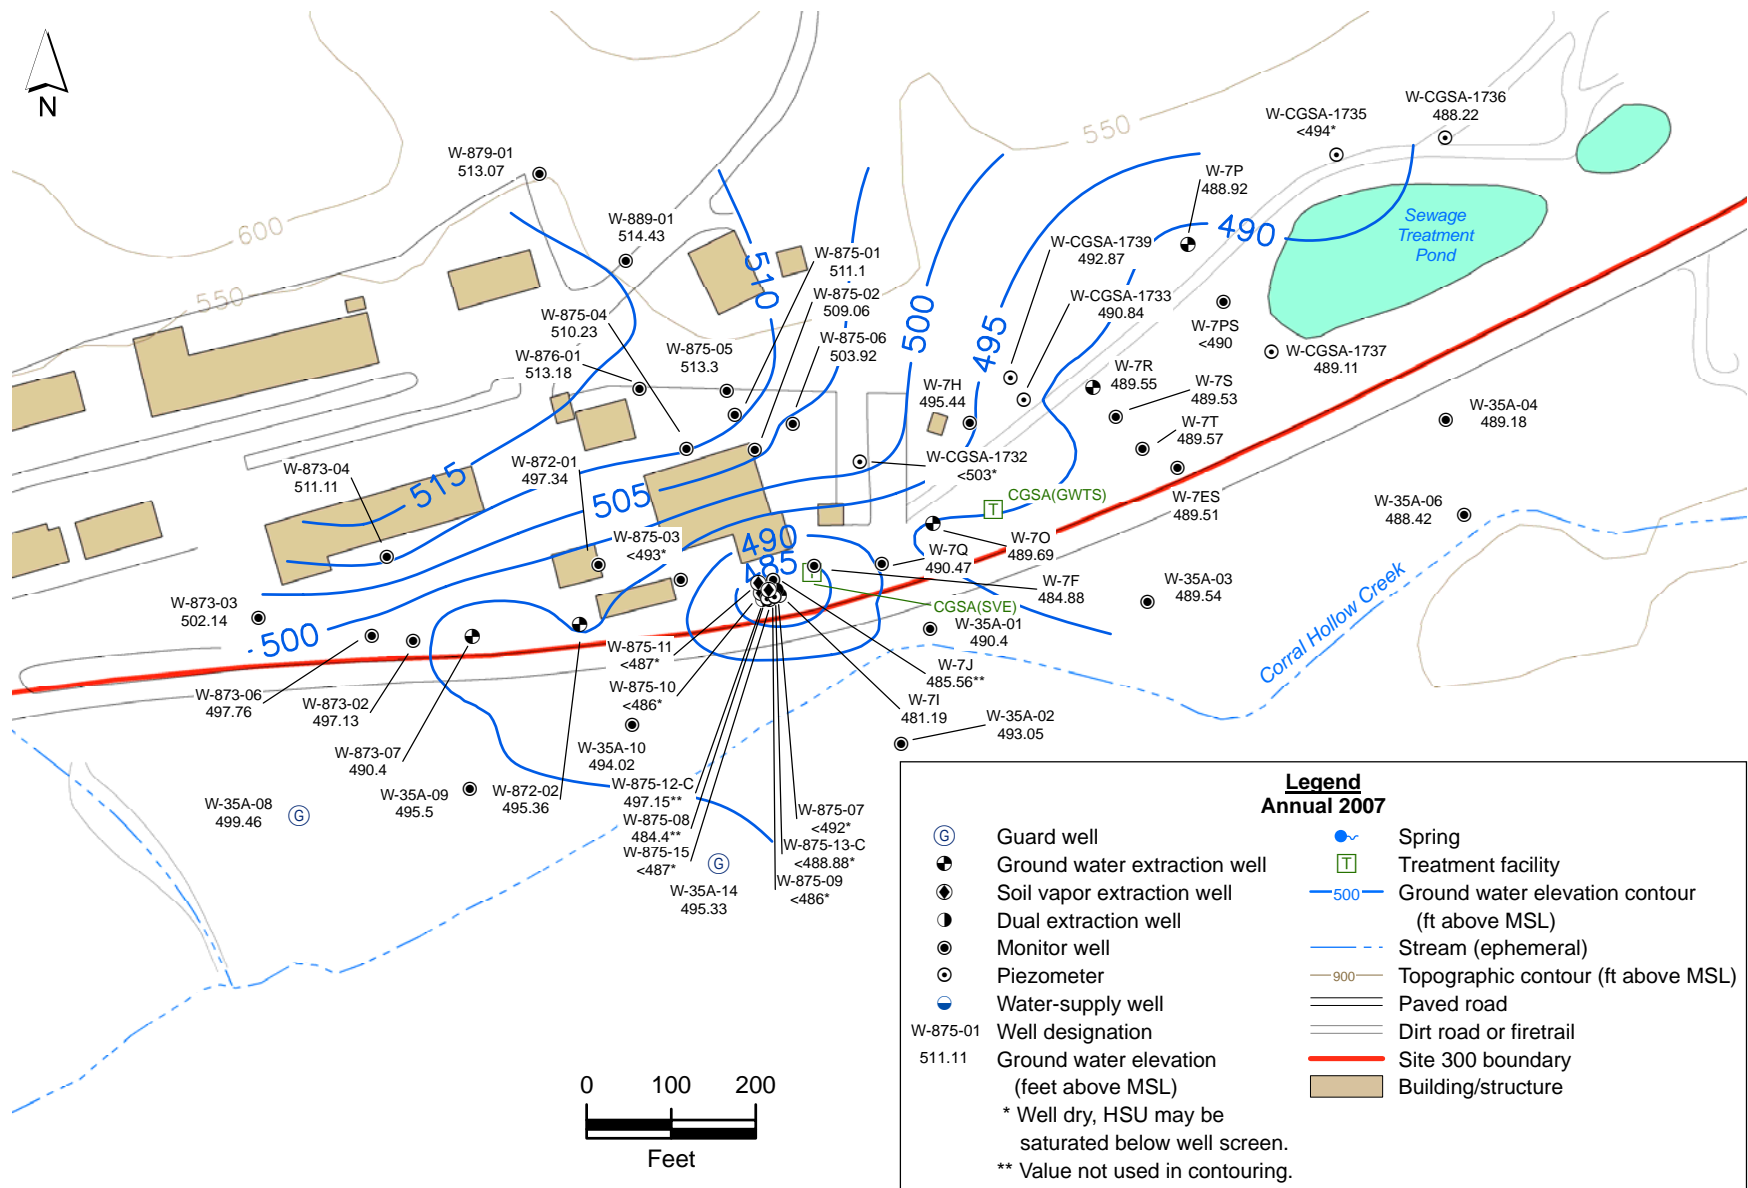 N
W-879-01
513.07
600
550
W-889-01
514.43
550
W-CGSA-1735
<494*
W-CGSA-1736
488.22
W-7P
488.92
490
Sewage
Treatment
Pond
W-CGSA-1739
492.87
W-CGSA-1733
490.84
W-875-01
511.1
510
W-875-02
509.06
W-875-06
503.92
W-875-04
510.23
W-876-01
513.18
W-875-05
513.3
500
495
W-7H
495.44
W-7R
489.55
W-7PS
<490
W-CGSA-1737
489.11
W-7S
489.53
W-7T
489.57
W-35A-04
489.18
W-873-04
511.11
515
W-872-01
497.34
505
W-CGSA-1732
<503*
CGSA(GWTS)
T
W-7ES
489.51
W-35A-06
488.42
W-875-03
<493*
490
485
T
W-7O
489.69
W-7Q
490.47
W-7F
484.88
W-35A-03
489.54
Corral Hollow Creek
CGSA(SVE)
W-35A-01
490.4
W-873-03
502.14
500
W-875-11
<487*
W-875-10
<486*
W-7J
485.56**
W-7I
481.19
W-35A-02
493.05
W-873-06
497.76
W-873-02
497.13
W-873-07
490.4
W-35A-10
494.02
W-35A-08
499.46
G
W-35A-09
495.5
W-872-02
495.36
W-875-12-C
497.15**
W-875-08
484.4**
W-875-15
<487*
W-875-07
<492*
W-875-13-C
<488.88*
W-875-09
<486*
G
W-35A-14
495.33
0 100 200
Feet
Legend
Annual 2007
G Guard well
Ground water extraction well
Soil vapor extraction well
Dual extraction well
Monitor well
Piezometer
Water-supply well
W-875-01 Well designation
511.11 Ground water elevation
(feet above MSL)
* Well dry, HSU may be
saturated below well screen.
** Value not used in contouring.
Spring
T Treatment facility
500 Ground water elevation contour
(ft above MSL)
Stream (ephemeral)
900 Topographic contour (ft above MSL)
Paved road
Dirt road or firetrail
Site 300 boundary
Building/structure